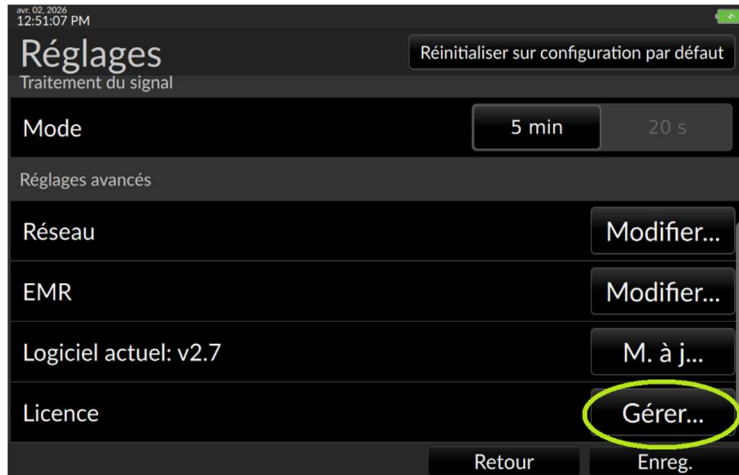 avr. 02, 2026
12:51:07 PM
Réglages
Réinitialiser sur configuration par défaut
Traitement du signal
Mode
5 min
20 s
Réglages avancés
Réseau
Modifier...
EMR
Modifier...
Logiciel actuel: v2.7
M. à j...
Licence
Gérer...
Retour
Enreg.